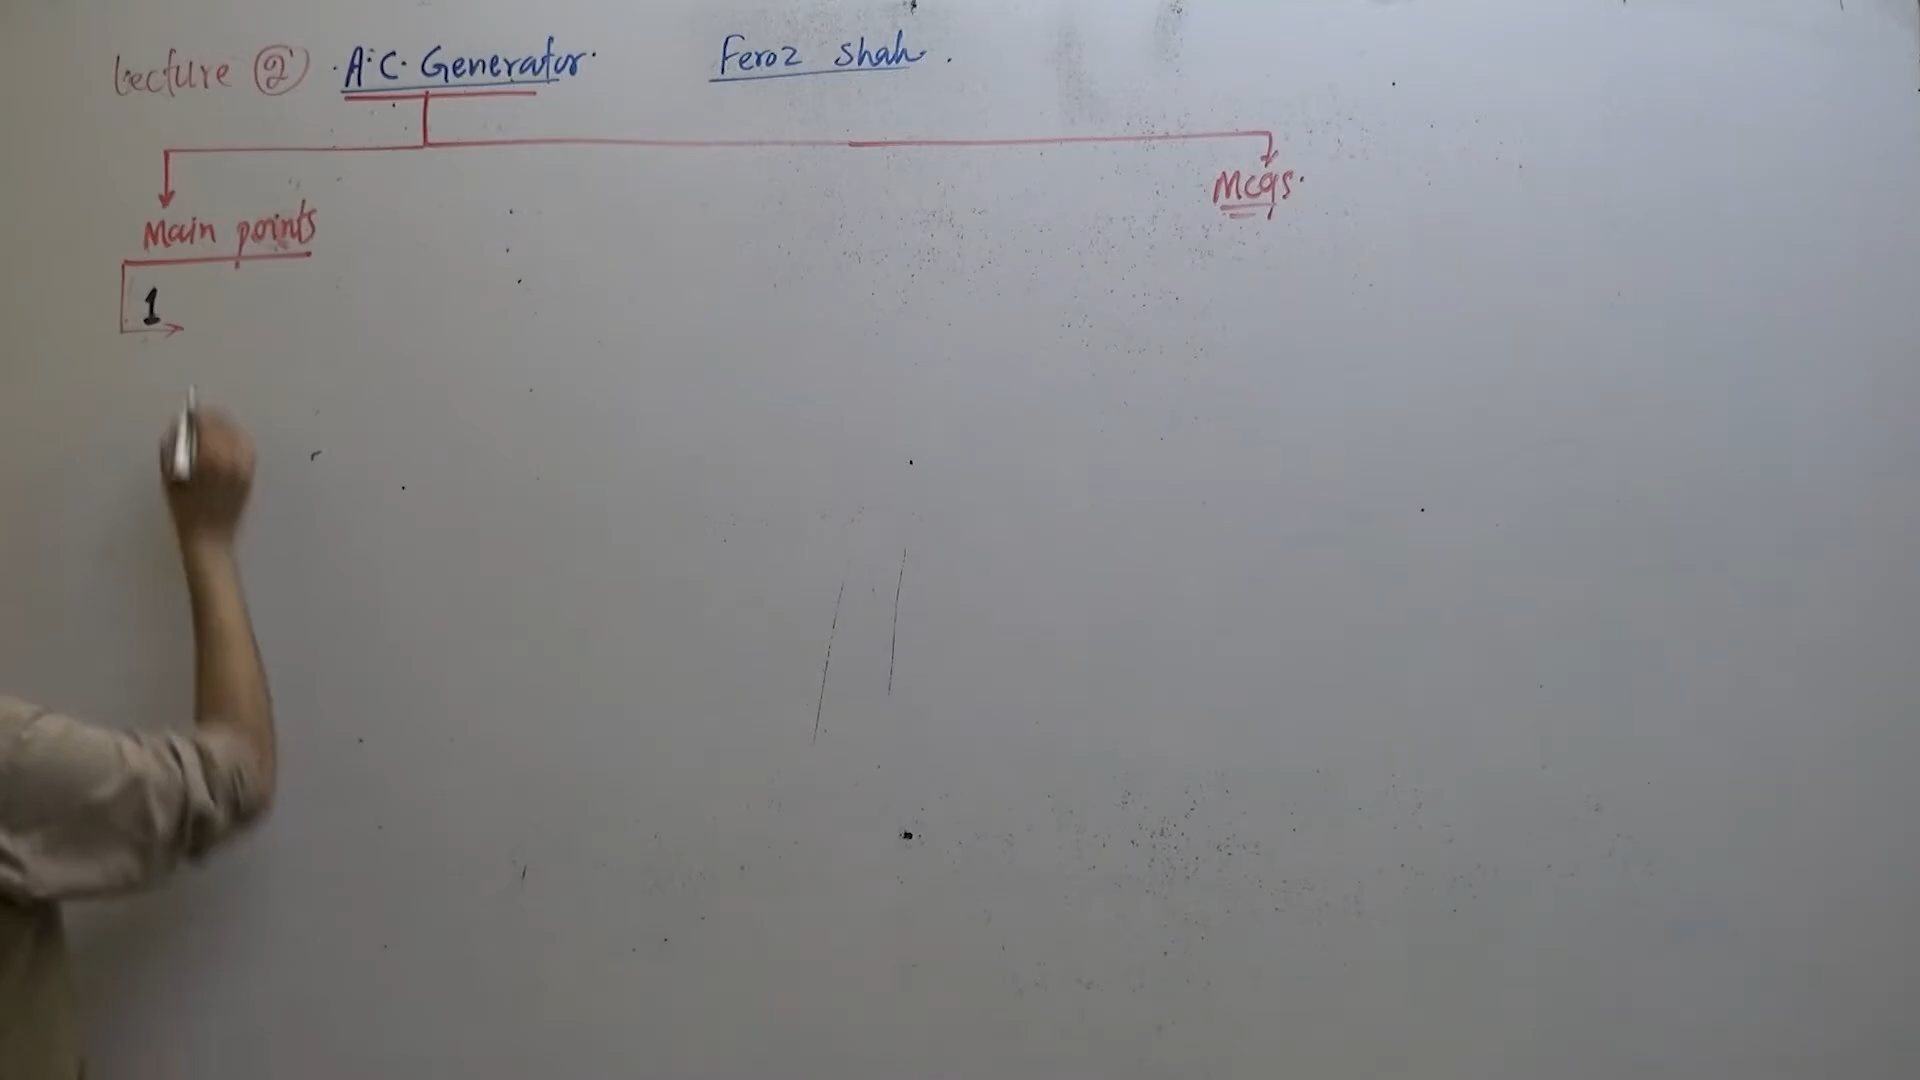 Lecture ② A.C. Generator. Feroz Shah.
Mcqs.
Main points
1